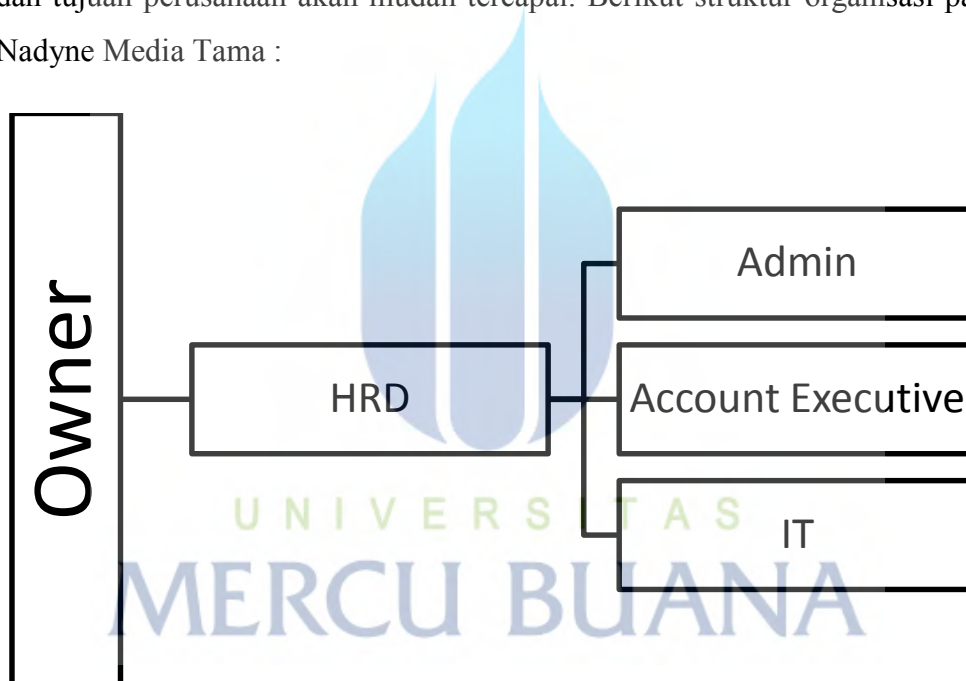 dan tujuan perusahaan akan mudah tercapai. Berikut struktur organisasi pa
Nadyne Media Tama :
Owner
HRD
Admin
Account Executive
IT
UNIVERSITAS
MERCU BUANA